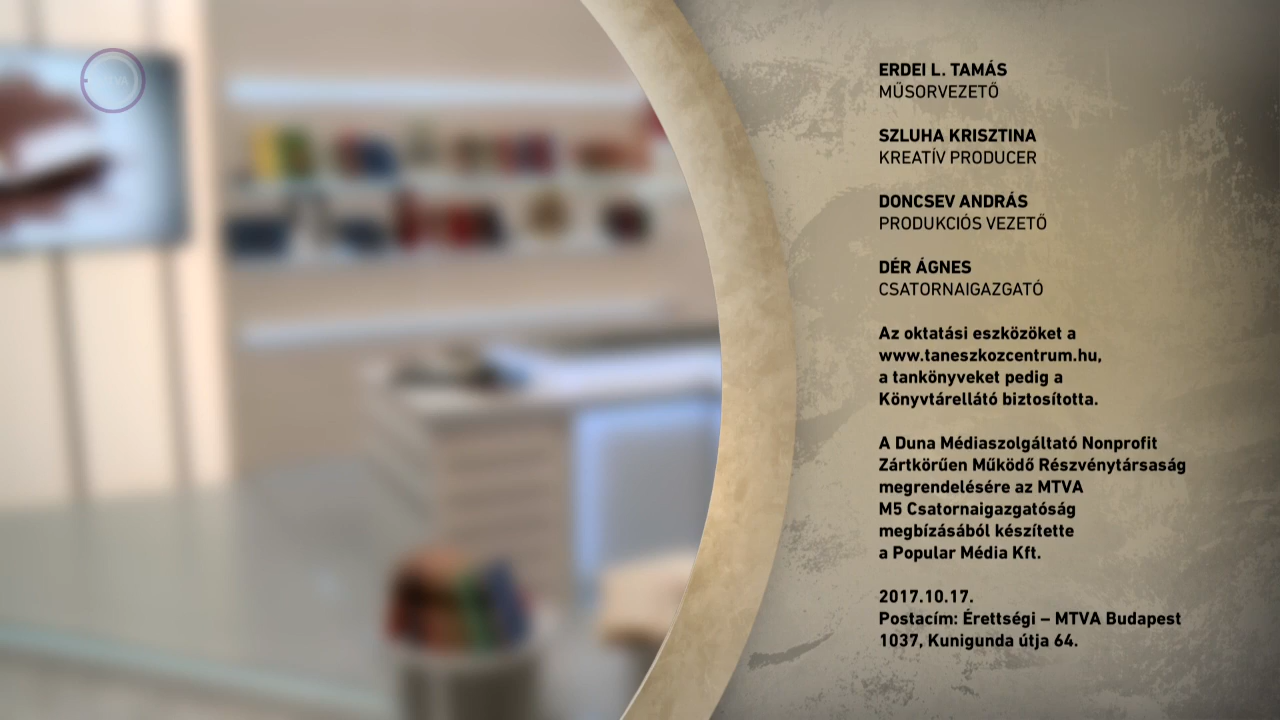 ERDEI L. TAMÁS
MŰSORVEZETŐ
SZLUHA KRISZTINA
KREATÍV PRODUCER
DONCSEV ANDRÁS
PRODUKCIÓS VEZETŐ
DÉR ÁGNES
CSATORNAIGAZGATÓ
Az oktatási eszközöket a
www.taneszkozcentrum.hu,
a tankönyveket pedig a
Könyvtárellátó biztosította.
A Duna Médiaszolgáltató Nonprofit
Zártkörűen Működő Részvénytársaság
megrendelésére az MTVA
M5 Csatornaigazgatóság
megbízásából készítette
a Popular Média Kft.
2017.10.17.
Postacím: Érettségi – MTVA Budapest
1037, Kunigunda útja 64.